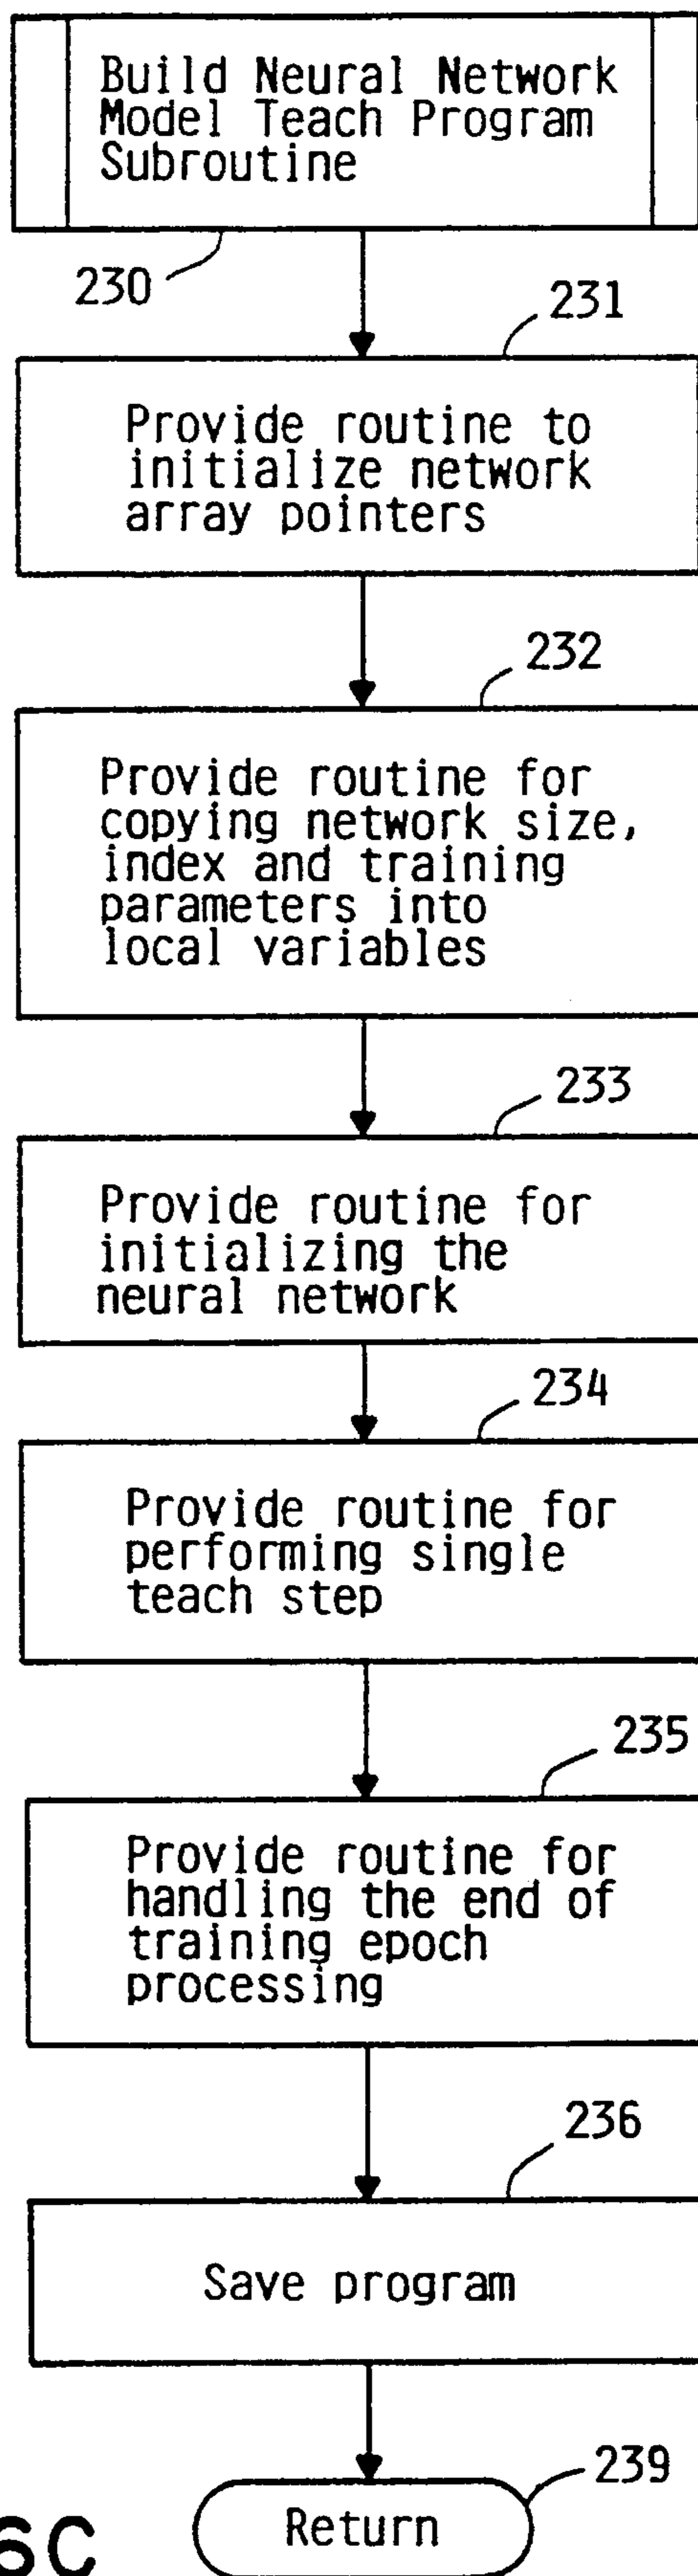 Build Neural Network
Model Teach Program
Subroutine
230
231
Provide routine to
initialize network
array pointers
232
Provide routine for
copying network size,
index and training
parameters into
local variables
233
Provide routine for
initializing the
neural network
234
Provide routine for
performing single
teach step
235
Provide routine for
handling the end of
training epoch
processing
236
Save program
239
Return
6C